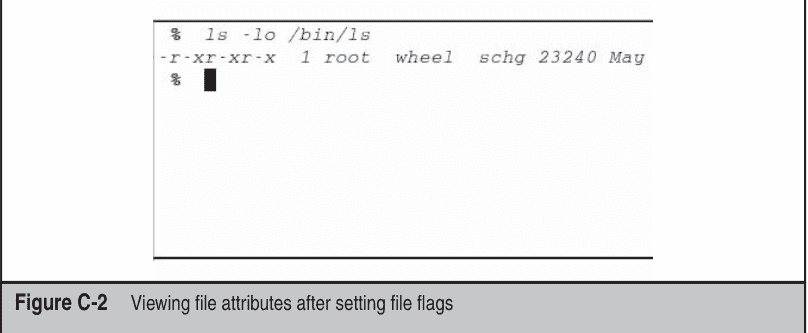 % ls -lo /bin/ls
-r-xr-xr-x 1 root wheel schg 23240 May
%
Figure C-2 Viewing file attributes after setting file flags